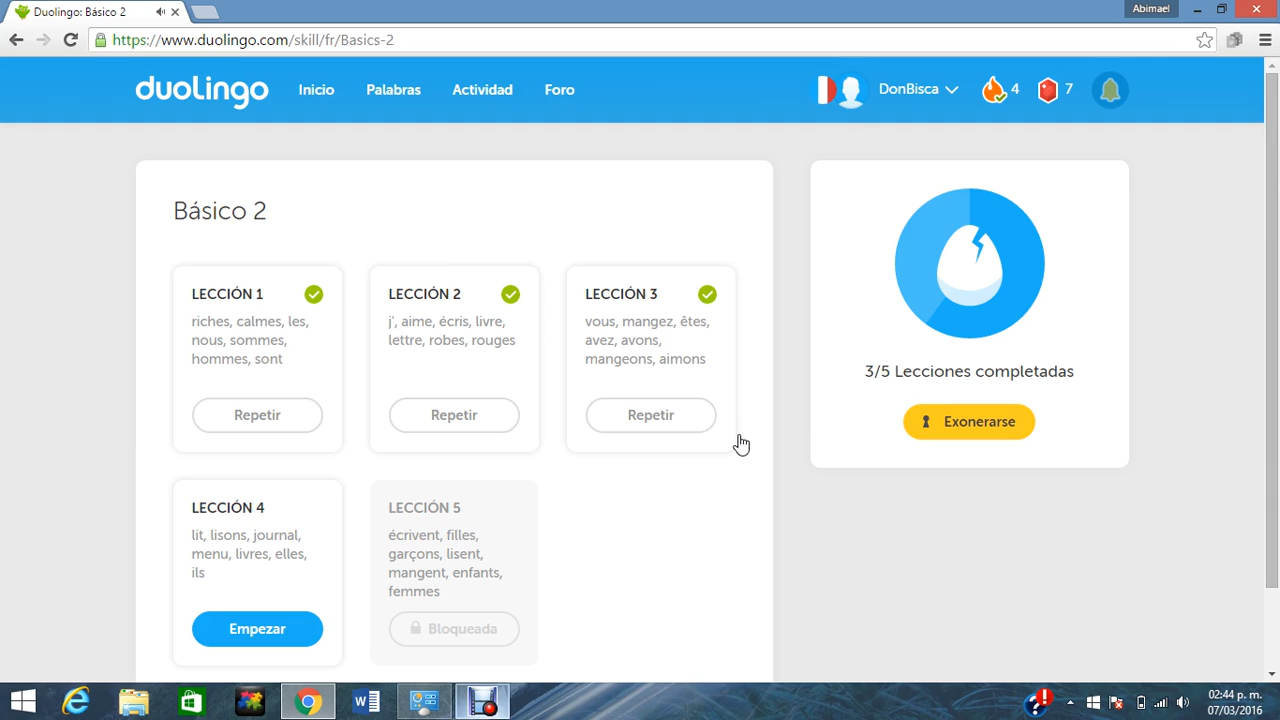 Duolingo: Básico 2
Abimael
https://www.duolingo.com/skill/fr/Basics-2
duolingo
Inicio
Palabras
Actividad
Foro
DonBisca
4
7
Básico 2
LECCIÓN 1
riches, calmes, les,
nous, sommes,
hommes, sont
Repetir
LECCIÓN 2
j', aime, écris, livre,
lettre, robes, rouges
Repetir
LECCIÓN 3
vous, mangez, êtes,
avez, avons,
mangeons, aimons
Repetir
LECCIÓN 4
lit, lisons, journal,
menu, livres, elles,
ils
Empezar
LECCIÓN 5
écrivent, filles,
garçons, lisent,
mangent, enfants,
femmes
Bloqueada
3/5 Lecciones completadas
Exonerarse
02:44 p. m.
07/03/2016